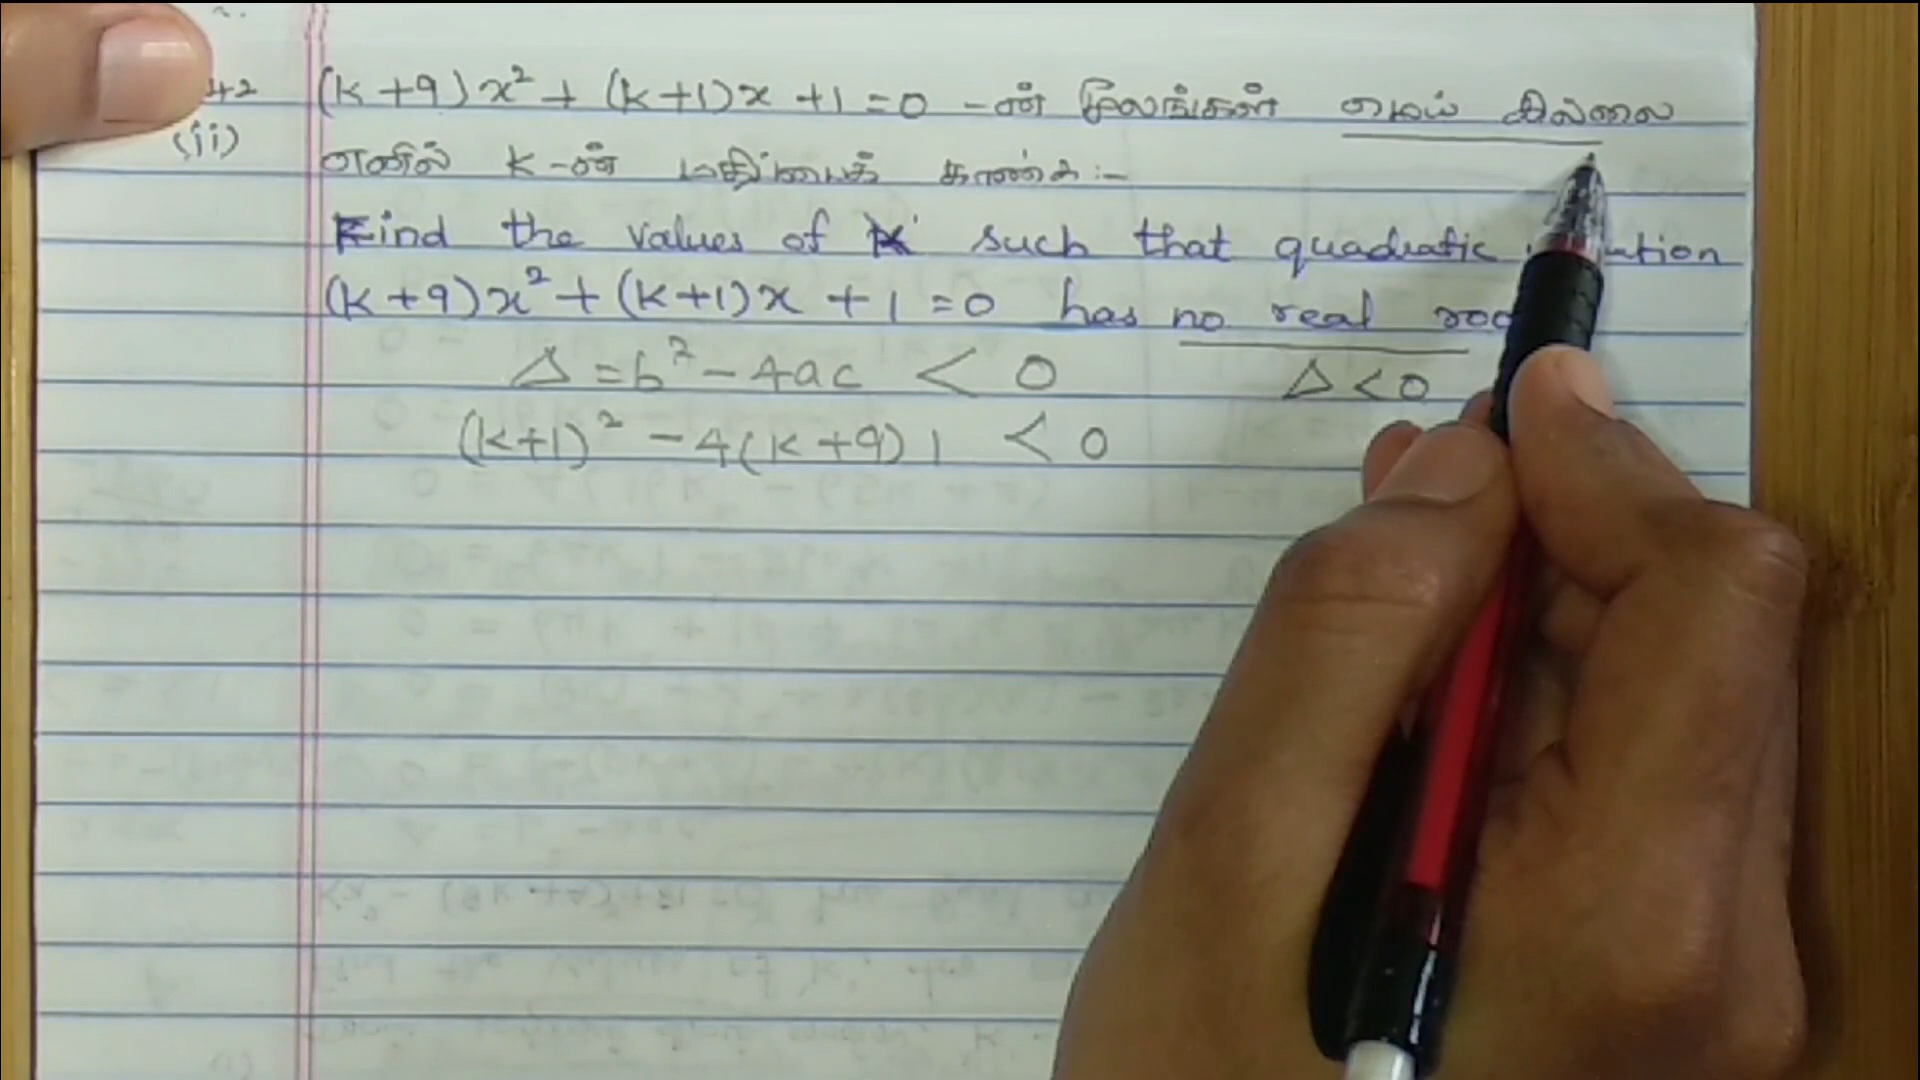 42 (k+9)x² + (k+1)x +1 = 0 -ன் மூலங்கள் மெய் இல்லை
(ii) எனில் k-ன் மதிப்பைக் காண்க :-
Find the values of k such that quadratic
(k+9)x² + (k+1)x + 1 = 0 has no real
Δ = b² - 4ac < 0 Δ < 0
(k+1)² - 4(k+9) 1 < 0